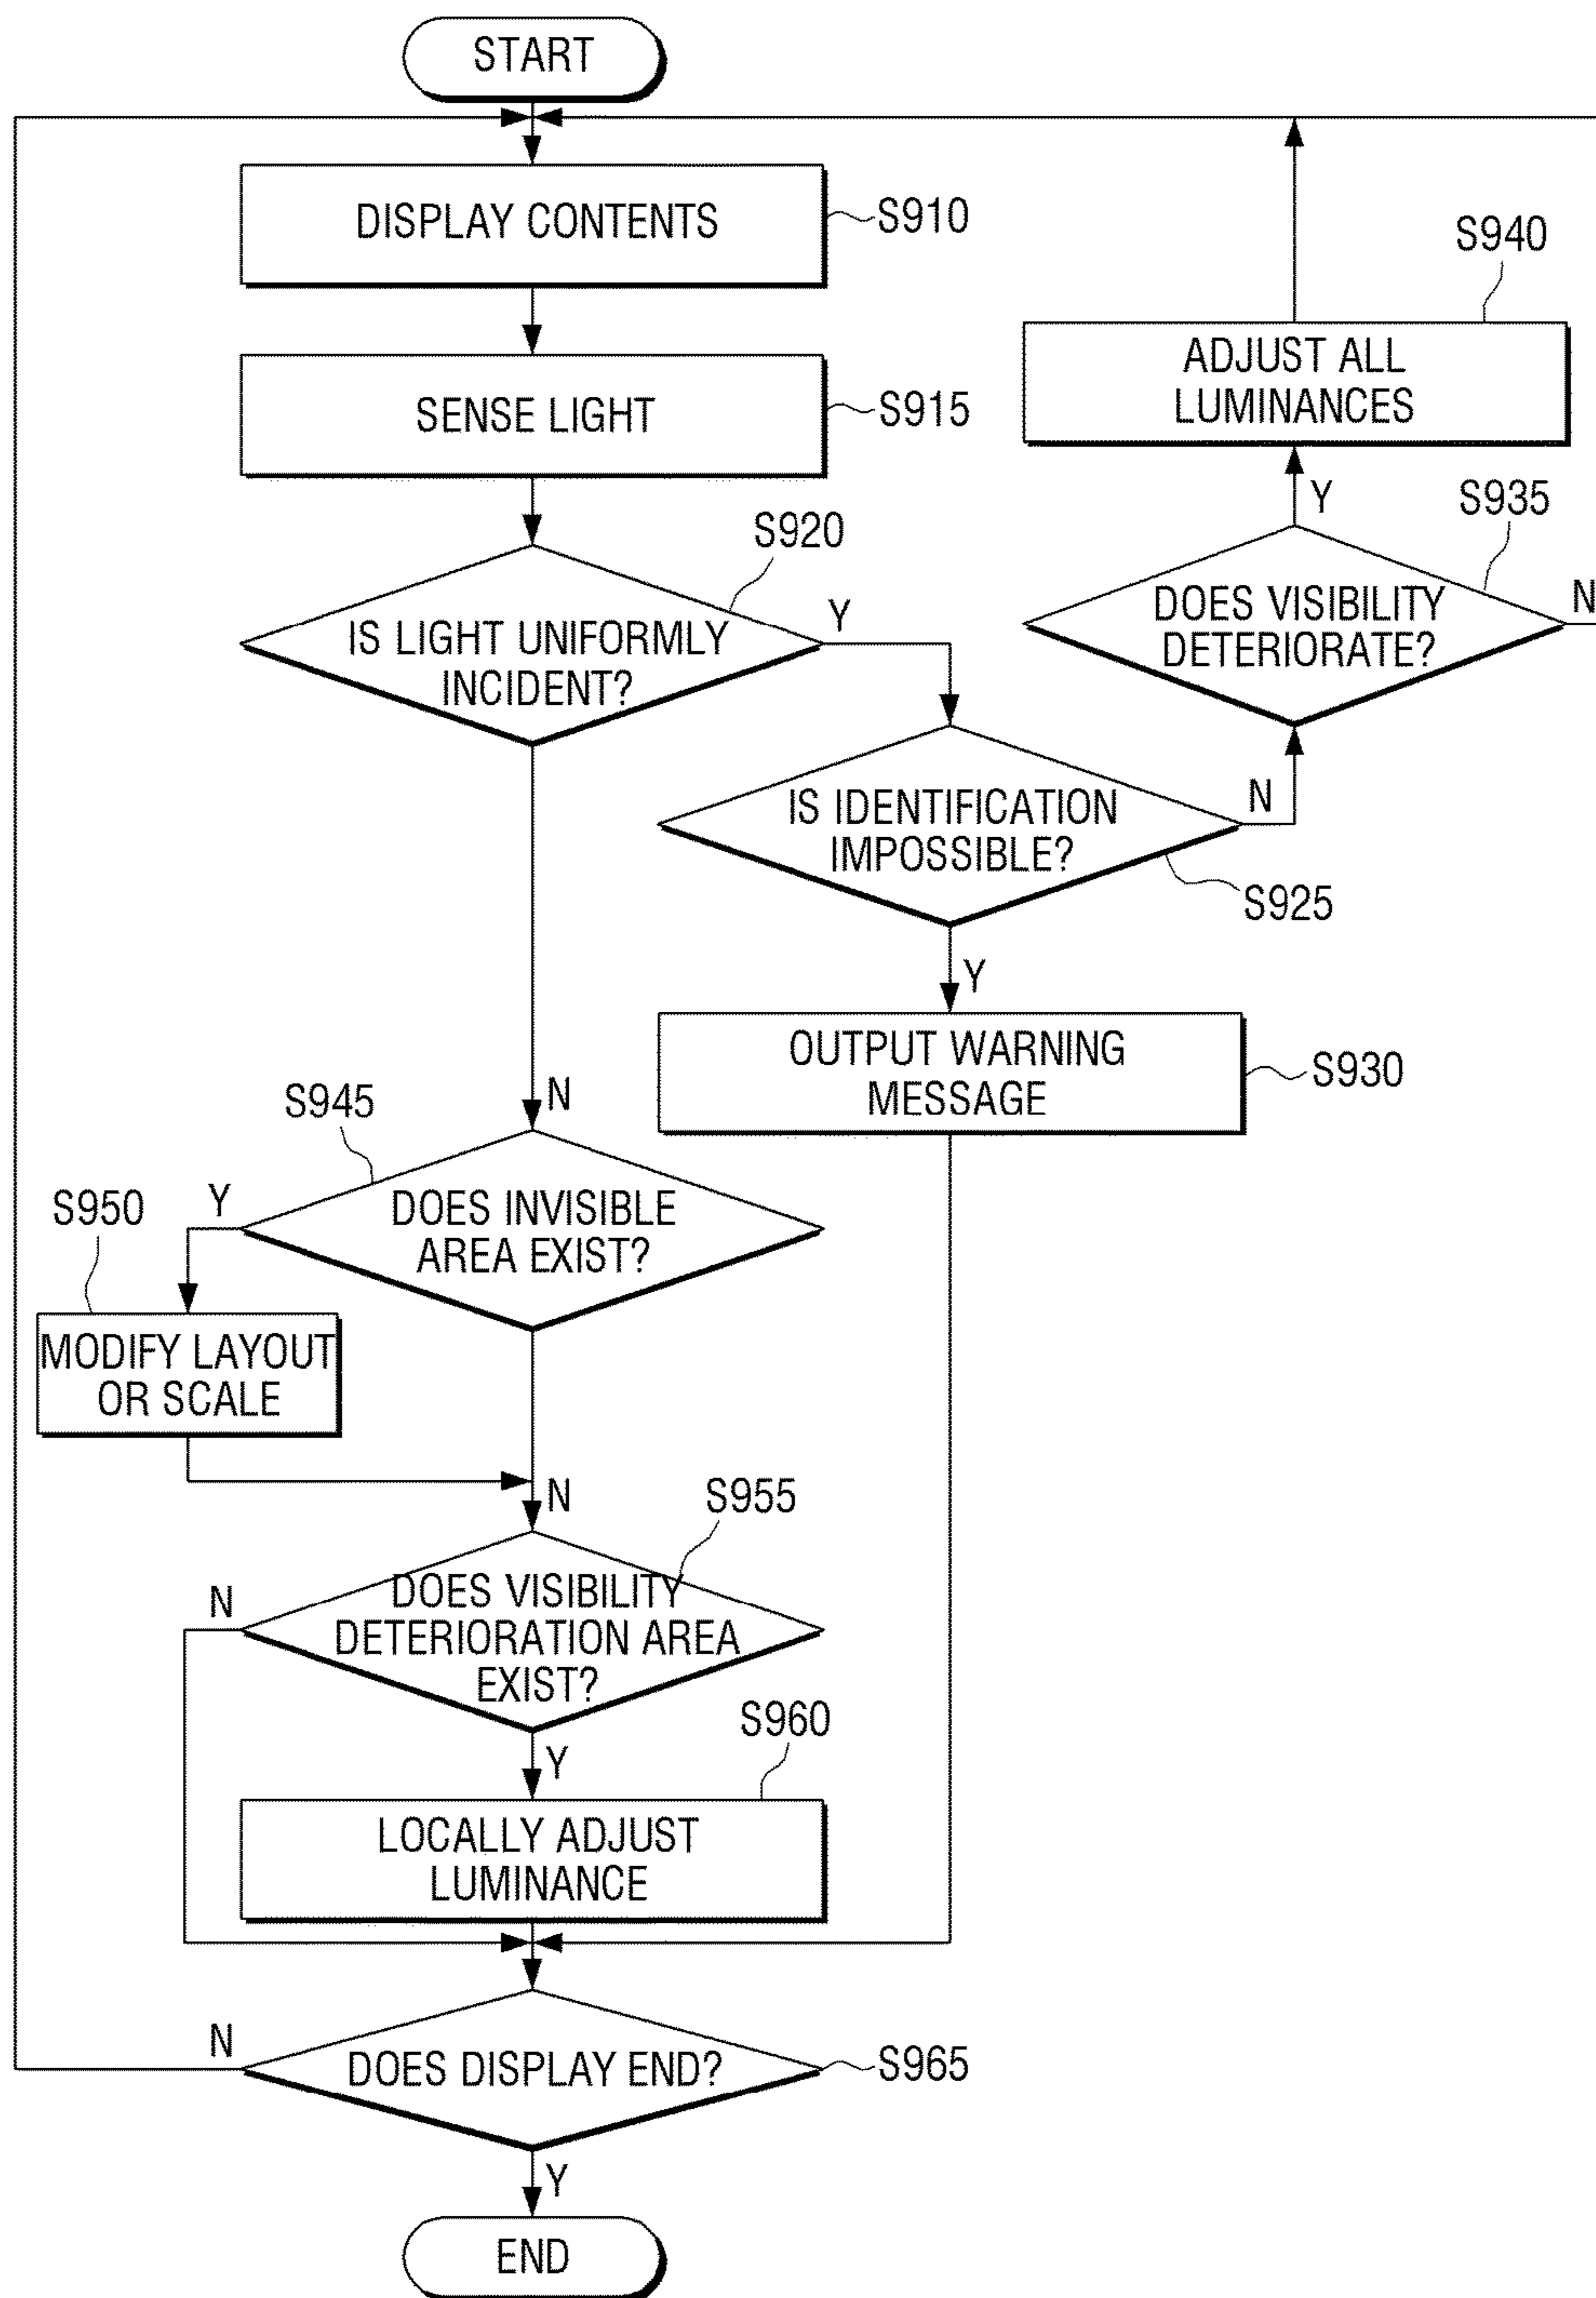 START
DISPLAY CONTENTS
S910
SENSE LIGHT
S915
S920
IS LIGHT UNIFORMLY
INCIDENT?
Y
N
S940
ADJUST ALL
LUMINANCES
Y
S935
DOES VISIBILITY
DETERIORATE?
N
IS IDENTIFICATION
IMPOSSIBLE?
N
S925
Y
OUTPUT WARNING
MESSAGE
S930
S945
DOES INVISIBLE
AREA EXIST?
Y
S950
MODIFY LAYOUT
OR SCALE
N
S955
DOES VISIBILITY
DETERIORATION AREA
EXIST?
N
Y
S960
LOCALLY ADJUST
LUMINANCE
DOES DISPLAY END?
S965
N
Y
END